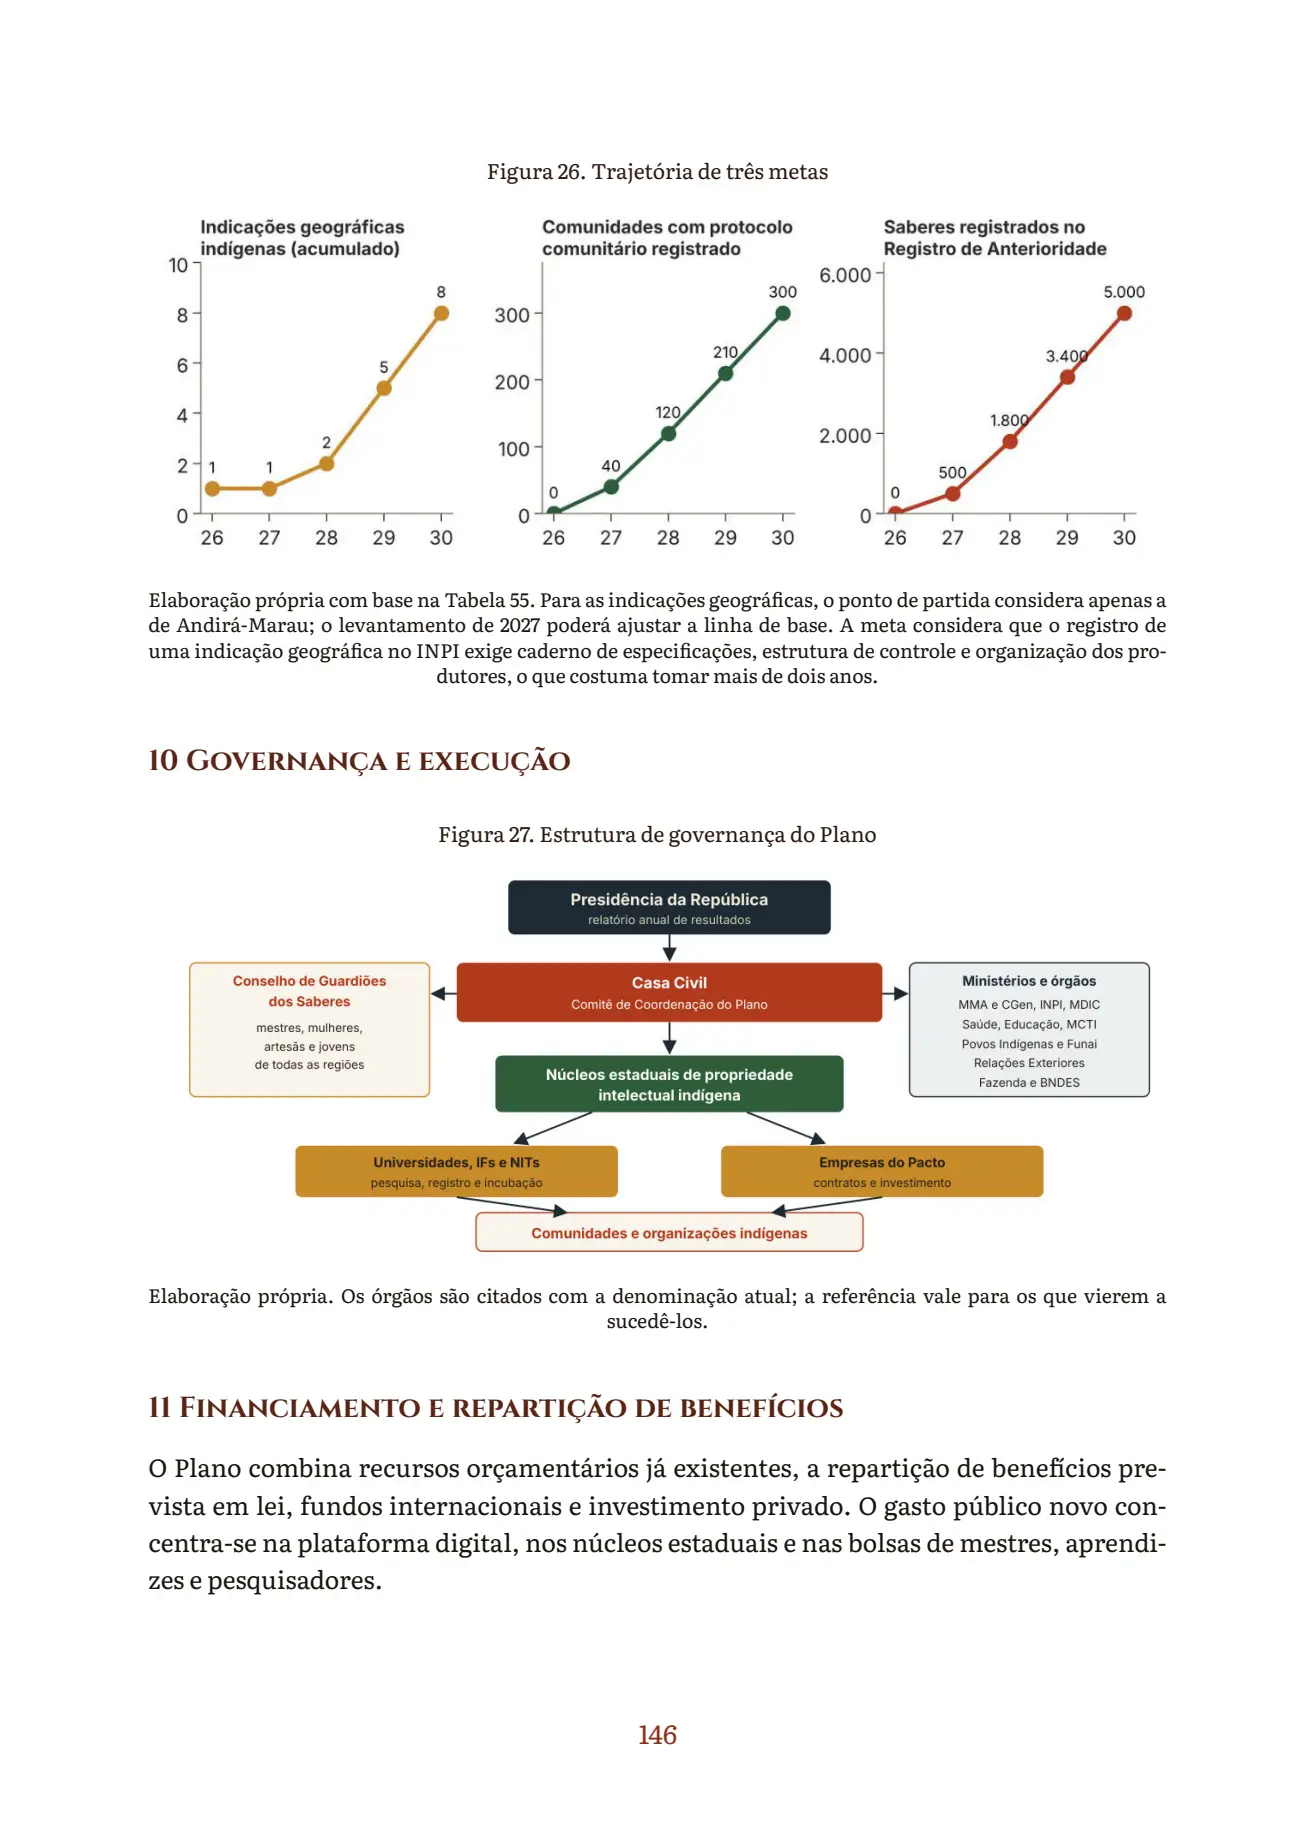 Figura 26. Trajetória de três metas
Indicações geográficas
indígenas (acumulado)
10
8
6
4
2
0
1
1
2
5
8
26 27 28 29 30
Comunidades com protocolo
comunitário registrado
300
200
100
0
0
40
120
210
300
26 27 28 29 30
Saberes registrados no
Registro de Anterioridade
6.000
4.000
2.000
0
0
500
1.800
3.400
5.000
26 27 28 29 30
Elaboração própria com base na Tabela 55. Para as indicações geográficas, o ponto de partida considera apenas a
de Andirá-Marau; o levantamento de 2027 poderá ajustar a linha de base. A meta considera que o registro de
uma indicação geográfica no INPI exige caderno de especificações, estrutura de controle e organização dos pro-
dutores, o que costuma tomar mais de dois anos.
10 Governança e execução
Figura 27. Estrutura de governança do Plano
Presidência da República
relatório anual de resultados
Conselho de Guardiões
dos Saberes
mestres, mulheres,
artesãs e jovens
de todas as regiões
Casa Civil
Comitê de Coordenação do Plano
Ministérios e órgãos
MMA e CGen, INPI, MDIC
Saúde, Educação, MCTI
Povos Indígenas e Funai
Relações Exteriores
Fazenda e BNDES
Núcleos estaduais de propriedade
intelectual indígena
Universidades, IFs e NITs
pesquisa, registro e incubação
Empresas do Pacto
contratos e investimento
Comunidades e organizações indígenas
Elaboração própria. Os órgãos são citados com a denominação atual; a referência vale para os que vierem a
sucedê-los.
11 Financiamento e repartição de benefícios
O Plano combina recursos orçamentários já existentes, a repartição de benefícios pre-
vista em lei, fundos internacionais e investimento privado. O gasto público novo con-
centra-se na plataforma digital, nos núcleos estaduais e nas bolsas de mestres, aprendi-
zes e pesquisadores.
146